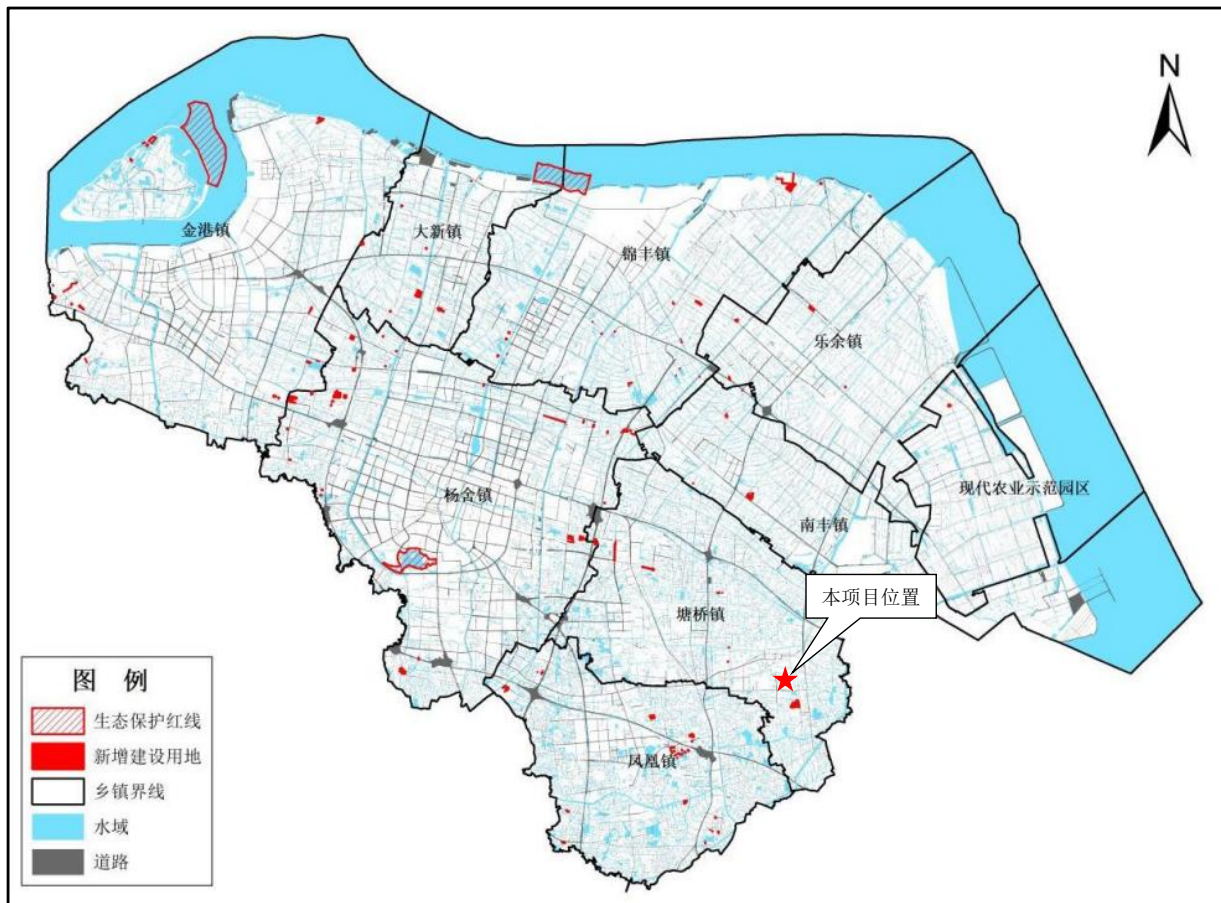 N
金港镇
大新镇
锦丰镇
乐余镇
杨舍镇
现代农业示范园区
南丰镇
本项目位置
塘桥镇
凤凰镇
图 例
生态保护红线
新增建设用地
乡镇界线
水域
道路